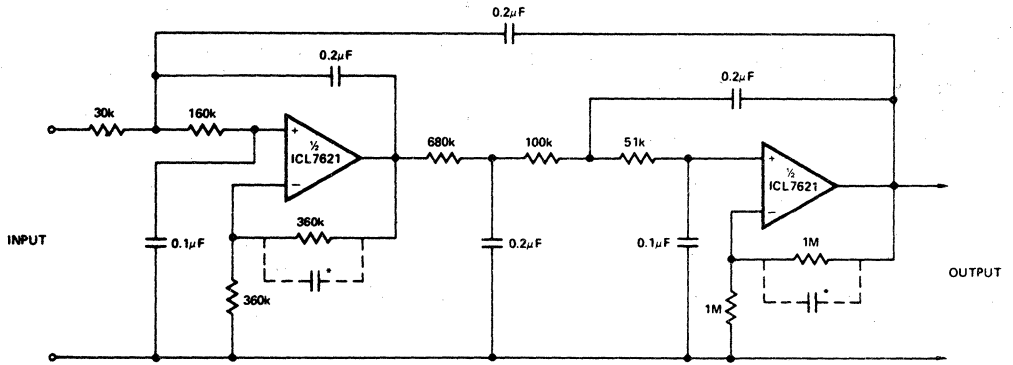 0.2μF
0.2μF
0.2μF
30k
160k
+
½
ICL7621
−
680k
100k
51k
+
½
ICL7621
−
360k
*
0.1μF
0.2μF
0.1μF
1M
*
INPUT
OUTPUT
360k
1M